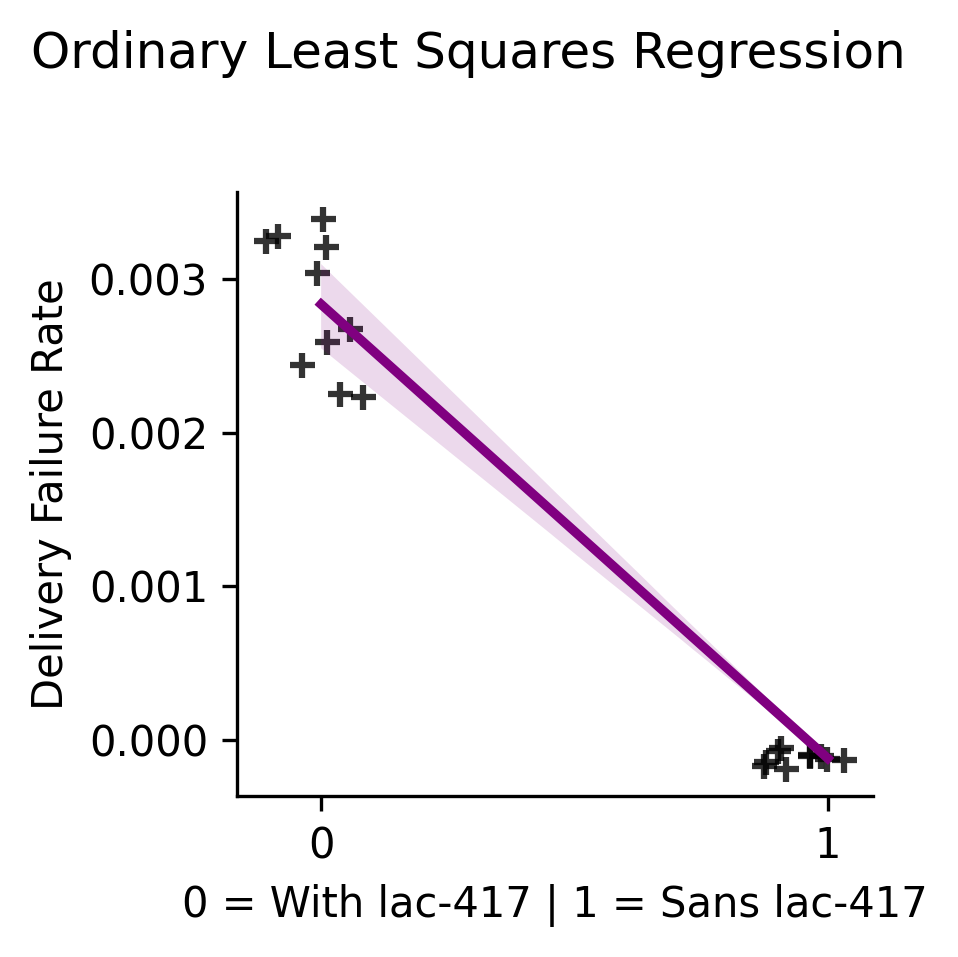 Ordinary Least Squares Regression
Delivery Failure Rate
0.003
0.002
0.001
0.000
0
1
0 = With lac-417 | 1 = Sans lac-417